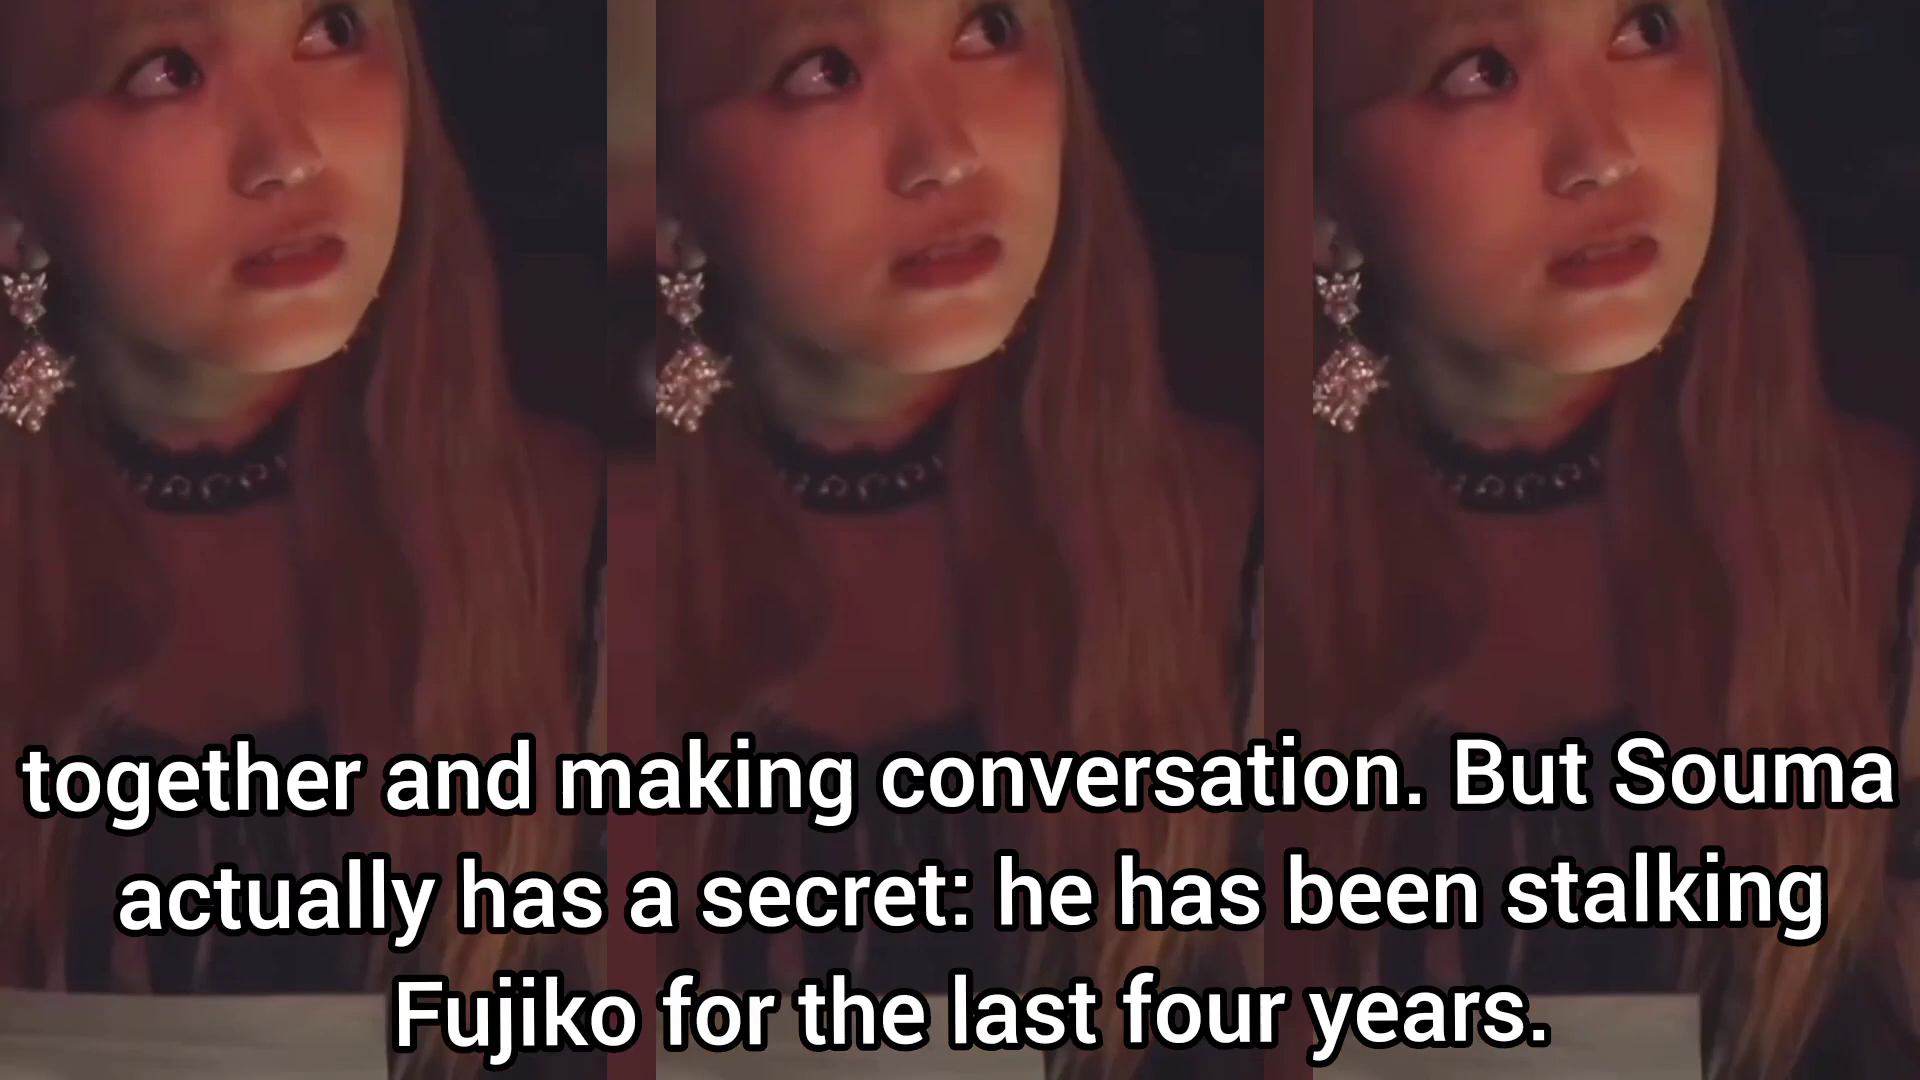 together and making conversation. But Souma
actually has a secret: he has been stalking
Fujiko for the last four years.